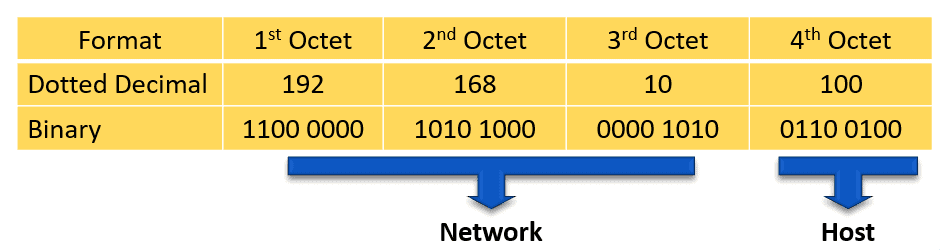 Format 1st Octet 2nd Octet 3rd Octet 4th Octet
Dotted Decimal 192 168 10 100
Binary 1100 0000 1010 1000 0000 1010 0110 0100
Network Host